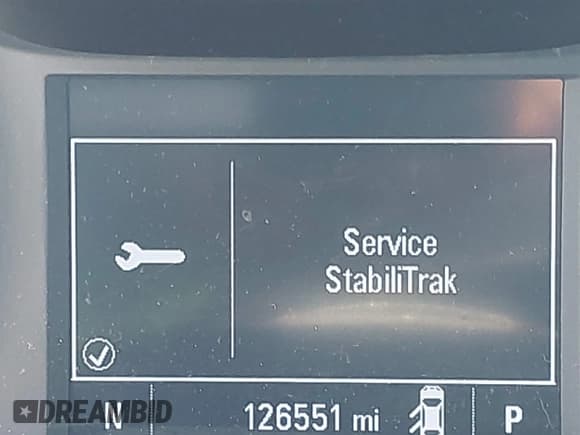 Service
StabiliTrak
N 126551 mi P
DREAMBID